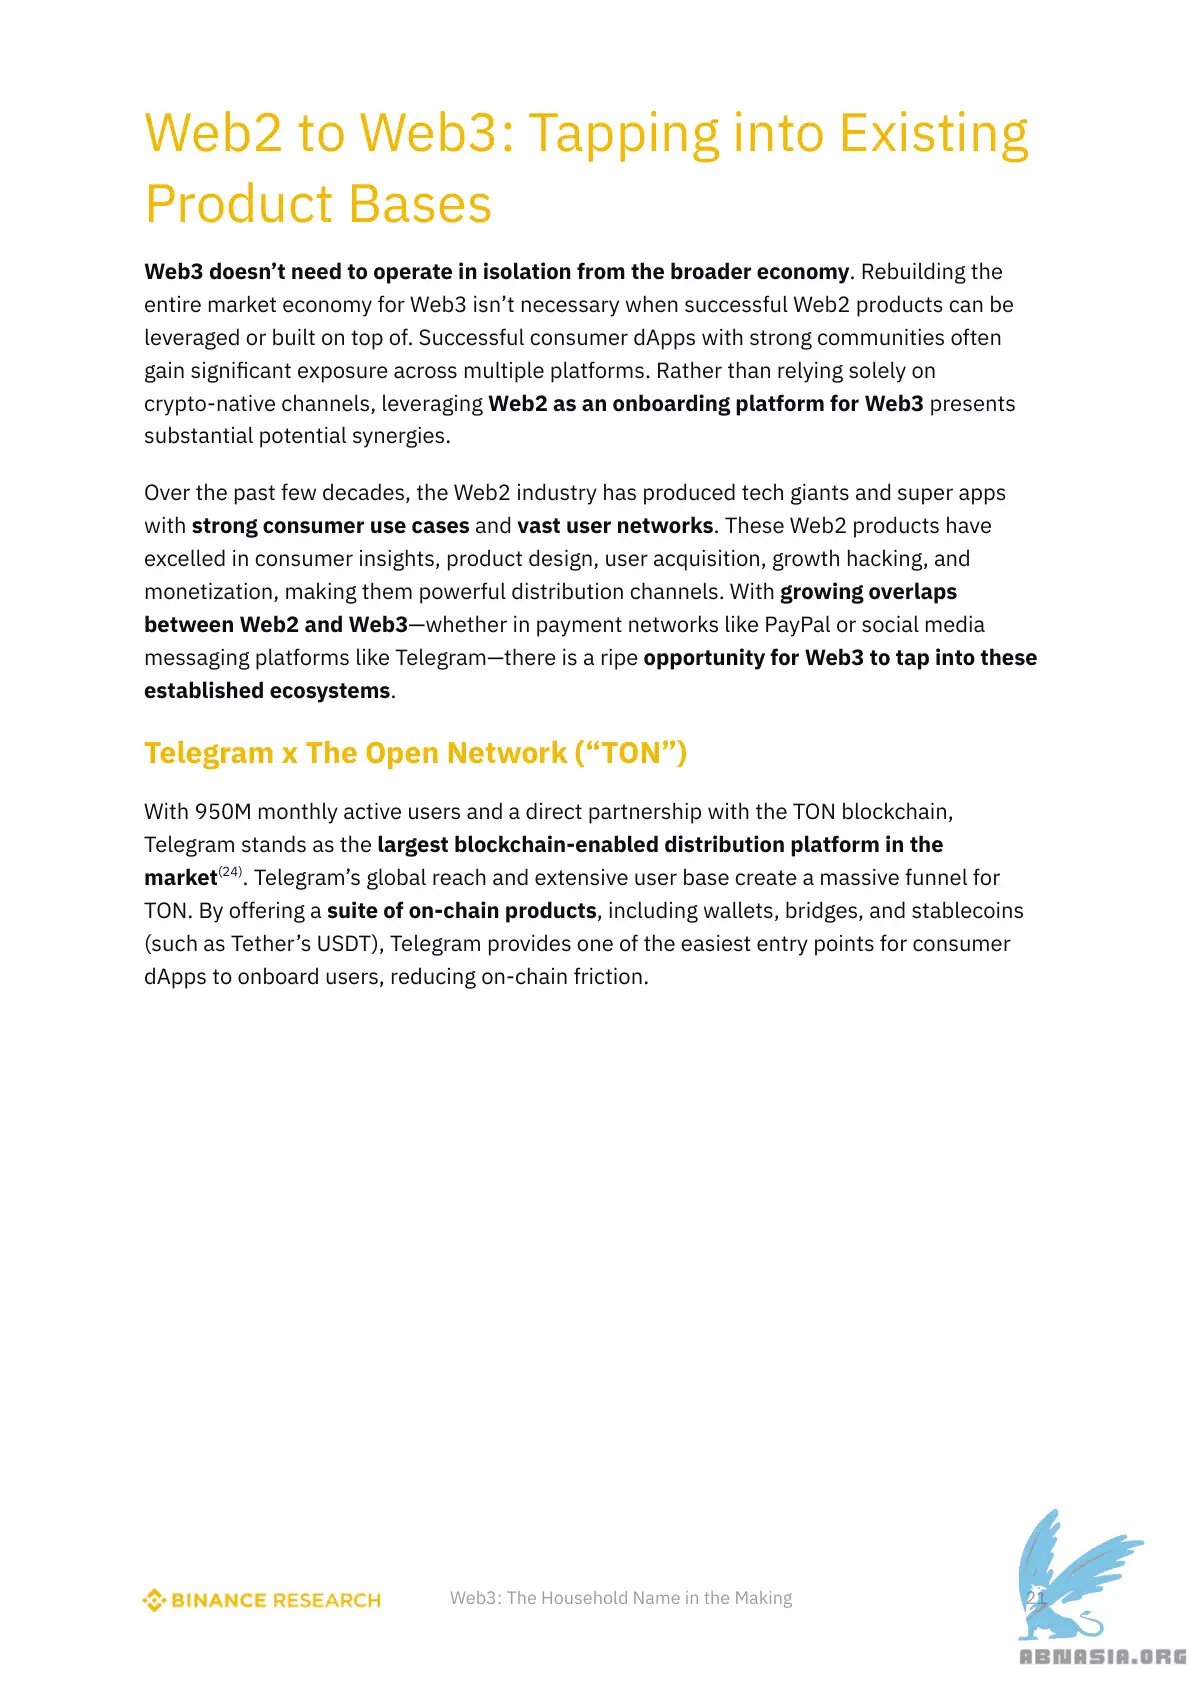 Web2 to Web3: Tapping into Existing
Product Bases
Web3 doesn’t need to operate in isolation from the broader economy. Rebuilding the
entire market economy for Web3 isn’t necessary when successful Web2 products can be
leveraged or built on top of. Successful consumer dApps with strong communities often
gain significant exposure across multiple platforms. Rather than relying solely on
crypto-native channels, leveraging Web2 as an onboarding platform for Web3 presents
substantial potential synergies.
Over the past few decades, the Web2 industry has produced tech giants and super apps
with strong consumer use cases and vast user networks. These Web2 products have
excelled in consumer insights, product design, user acquisition, growth hacking, and
monetization, making them powerful distribution channels. With growing overlaps
between Web2 and Web3—whether in payment networks like PayPal or social media
messaging platforms like Telegram—there is a ripe opportunity for Web3 to tap into these
established ecosystems.
Telegram x The Open Network (“TON”)
With 950M monthly active users and a direct partnership with the TON blockchain,
Telegram stands as the largest blockchain-enabled distribution platform in the
market(24). Telegram’s global reach and extensive user base create a massive funnel for
TON. By offering a suite of on-chain products, including wallets, bridges, and stablecoins
(such as Tether’s USDT), Telegram provides one of the easiest entry points for consumer
dApps to onboard users, reducing on-chain friction.
BINANCE RESEARCH
Web3: The Household Name in the Making
21
ABNASIA.ORG